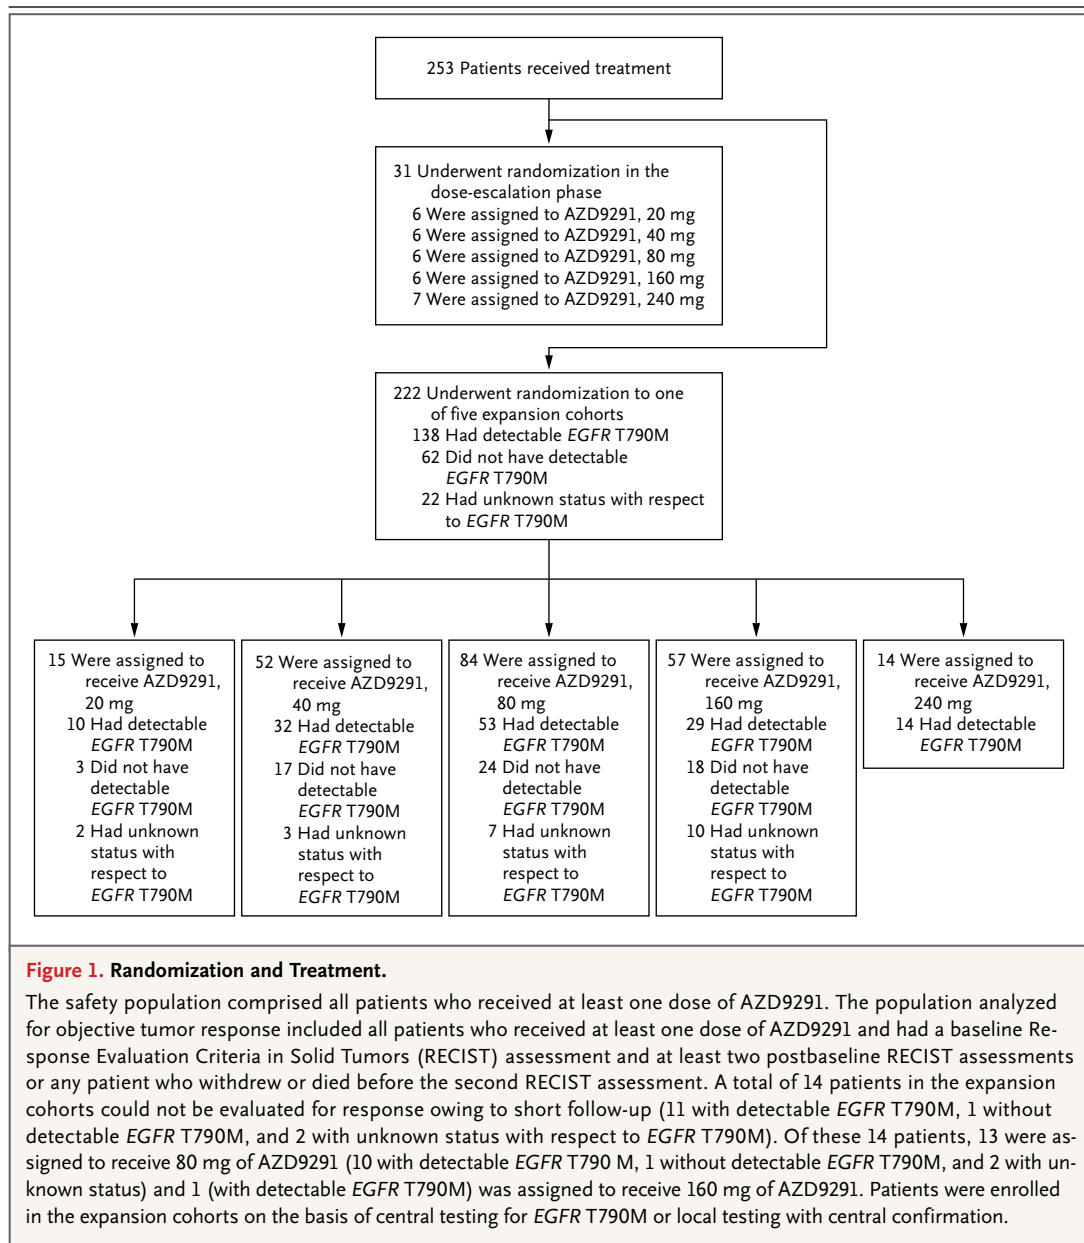 253 Patients received treatment
31 Underwent randomization in the
dose-escalation phase
6 Were assigned to AZD9291, 20 mg
6 Were assigned to AZD9291, 40 mg
6 Were assigned to AZD9291, 80 mg
6 Were assigned to AZD9291, 160 mg
7 Were assigned to AZD9291, 240 mg
222 Underwent randomization to one
of five expansion cohorts
138 Had detectable EGFR T790M
62 Did not have detectable
EGFR T790M
22 Had unknown status with respect
to EGFR T790M
15 Were assigned to
receive AZD9291,
20 mg
10 Had detectable
EGFR T790M
3 Did not have
detectable
EGFR T790M
2 Had unknown
status with
respect to
EGFR T790M
52 Were assigned to
receive AZD9291,
40 mg
32 Had detectable
EGFR T790M
17 Did not have
detectable
EGFR T790M
3 Had unknown
status with
respect to
EGFR T790M
84 Were assigned to
receive AZD9291,
80 mg
53 Had detectable
EGFR T790M
24 Did not have
detectable
EGFR T790M
7 Had unknown
status with
respect to
EGFR T790M
57 Were assigned to
receive AZD9291,
160 mg
29 Had detectable
EGFR T790M
18 Did not have
detectable
EGFR T790M
10 Had unknown
status with
respect to
EGFR T790M
14 Were assigned to
receive AZD9291,
240 mg
14 Had detectable
EGFR T790M
Figure 1. Randomization and Treatment.
The safety population comprised all patients who received at least one dose of AZD9291. The population analyzed
for objective tumor response included all patients who received at least one dose of AZD9291 and had a baseline Re-
sponse Evaluation Criteria in Solid Tumors (RECIST) assessment and at least two postbaseline RECIST assessments
or any patient who withdrew or died before the second RECIST assessment. A total of 14 patients in the expansion
cohorts could not be evaluated for response owing to short follow-up (11 with detectable EGFR T790M, 1 without
detectable EGFR T790M, and 2 with unknown status with respect to EGFR T790M). Of these 14 patients, 13 were as-
signed to receive 80 mg of AZD9291 (10 with detectable EGFR T790 M, 1 without detectable EGFR T790M, and 2 with un-
known status) and 1 (with detectable EGFR T790M) was assigned to receive 160 mg of AZD9291. Patients were enrolled
in the expansion cohorts on the basis of central testing for EGFR T790M or local testing with central confirmation.